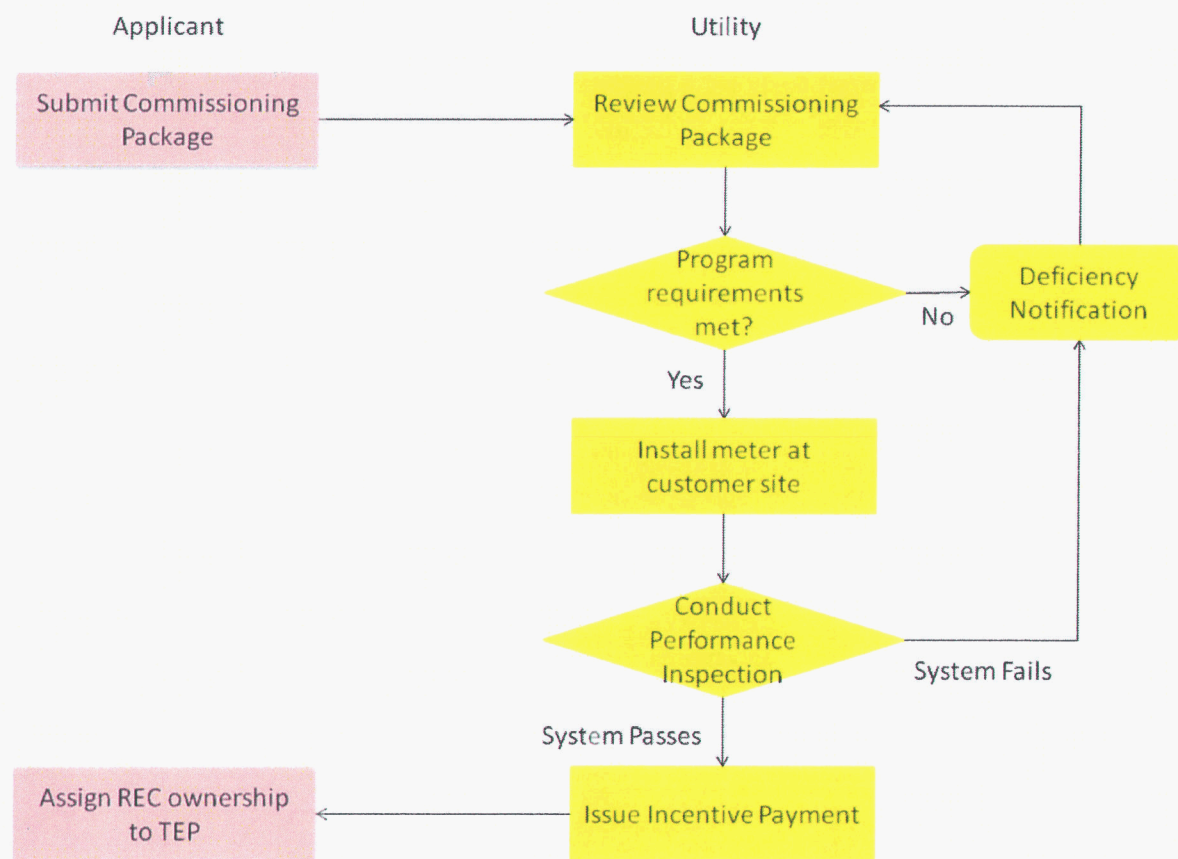 Applicant
Utility
Submit Commissioning
Package
Review Commissioning
Package
Program
requirements
met?
No
Deficiency
Notification
Yes
Install meter at
customer site
Conduct
Performance
Inspection
System Fails
System Passes
Assign REC ownership
to TEP
Issue Incentive Payment